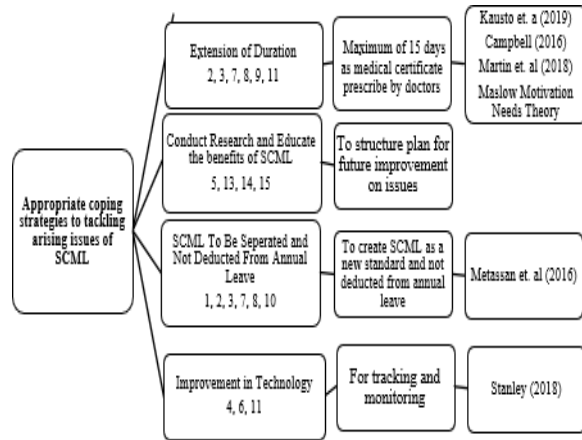 Appropriate coping
strategies to tackling
arising issues of
SCML
Extension of Duration
2, 3, 7, 8, 9, 11
Maximum of 15 days
as medical certificate
prescribe by doctors
Kausto et. a (2019)
Campbell (2016)
Martin et. al (2018)
Maslow Motivation
Needs Theory
Conduct Research and Educate
the benefits of SCML
5, 13, 14, 15
To structure plan for
future improvement
on issues
SCML To Be Seperated and
Not Deducted From Annual
Leave
1, 2, 3, 7, 8, 10
To create SCML as a
new standard and not
deducted from annual
leave
Metassan et. al (2016)
Improvement in Technology
4, 6, 11
For tracking and
monitoring
Stanley (2018)